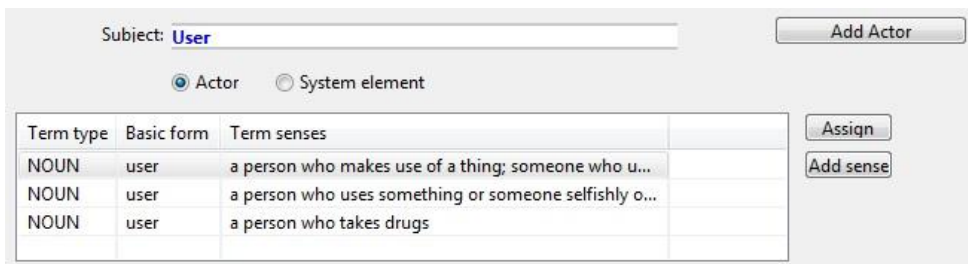 Subject: User Add Actor
Actor System element
Term type Basic form Term senses Assign
NOUN user a person who makes use of a thing; someone who u... Add sense
NOUN user a person who uses something or someone selfishly o...
NOUN user a person who takes drugs